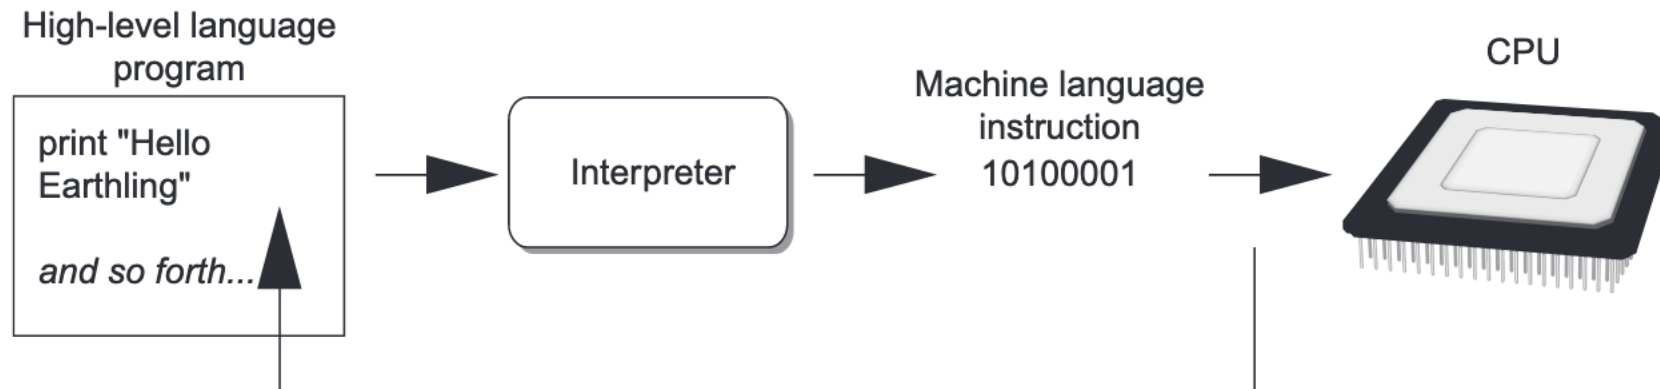 High-level language
program
print "Hello
Earthling"
and so forth...
Interpreter
Machine language
instruction
10100001
CPU